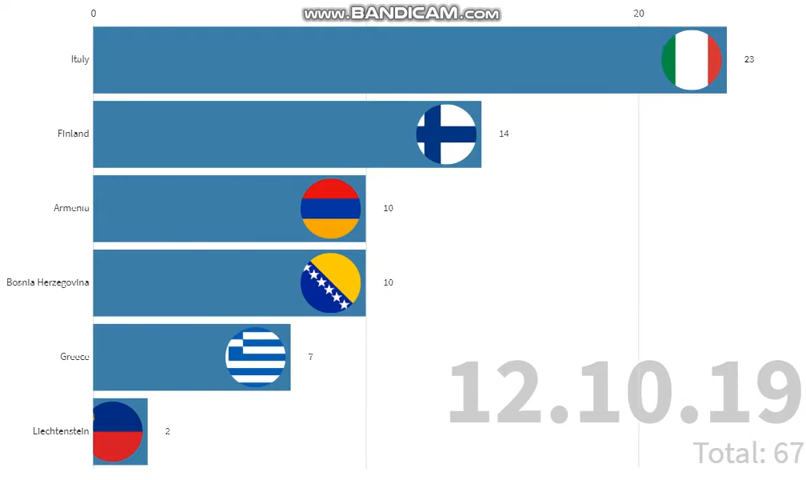 0
www.BANDICAM.com
20
Italy
23
Finland
14
Armenia
10
Bosnia Herzegovina
10
Greece
7
12.10.19
Liechtenstein
2
Total: 67